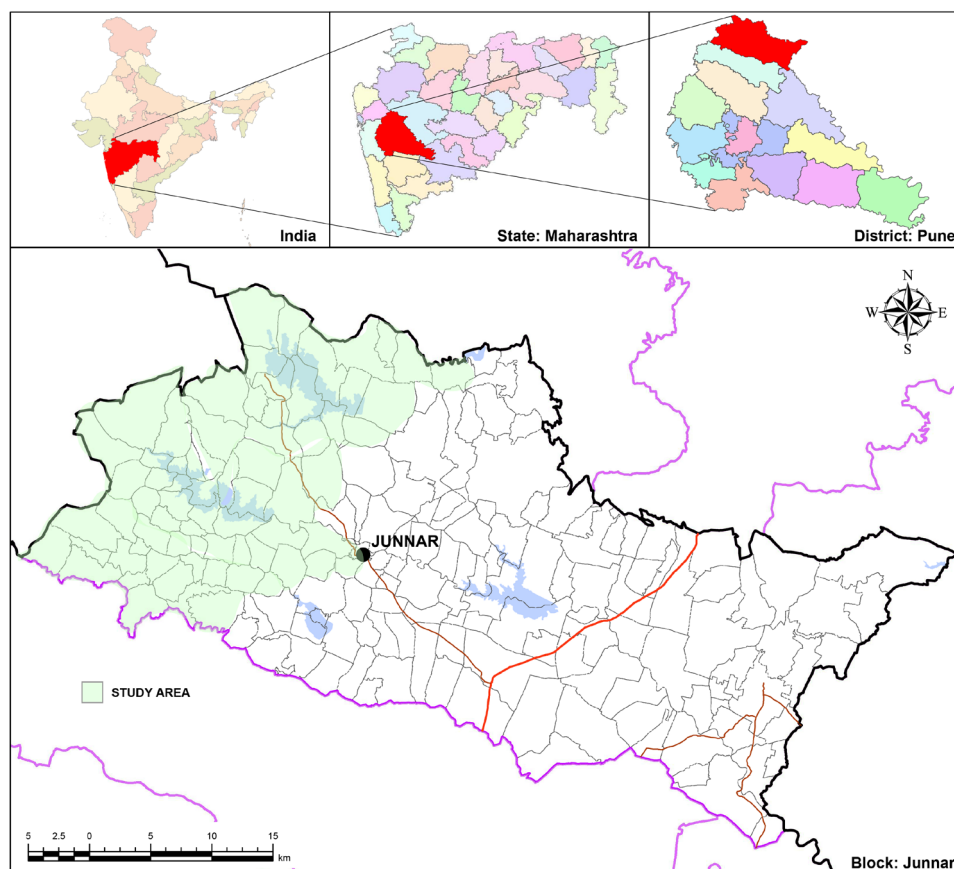 India
State: Maharashtra
District: Pune
N
W E
S
JUNNAR
STUDY AREA
5 2.5 0 5 10 15
km
Block: Junnar